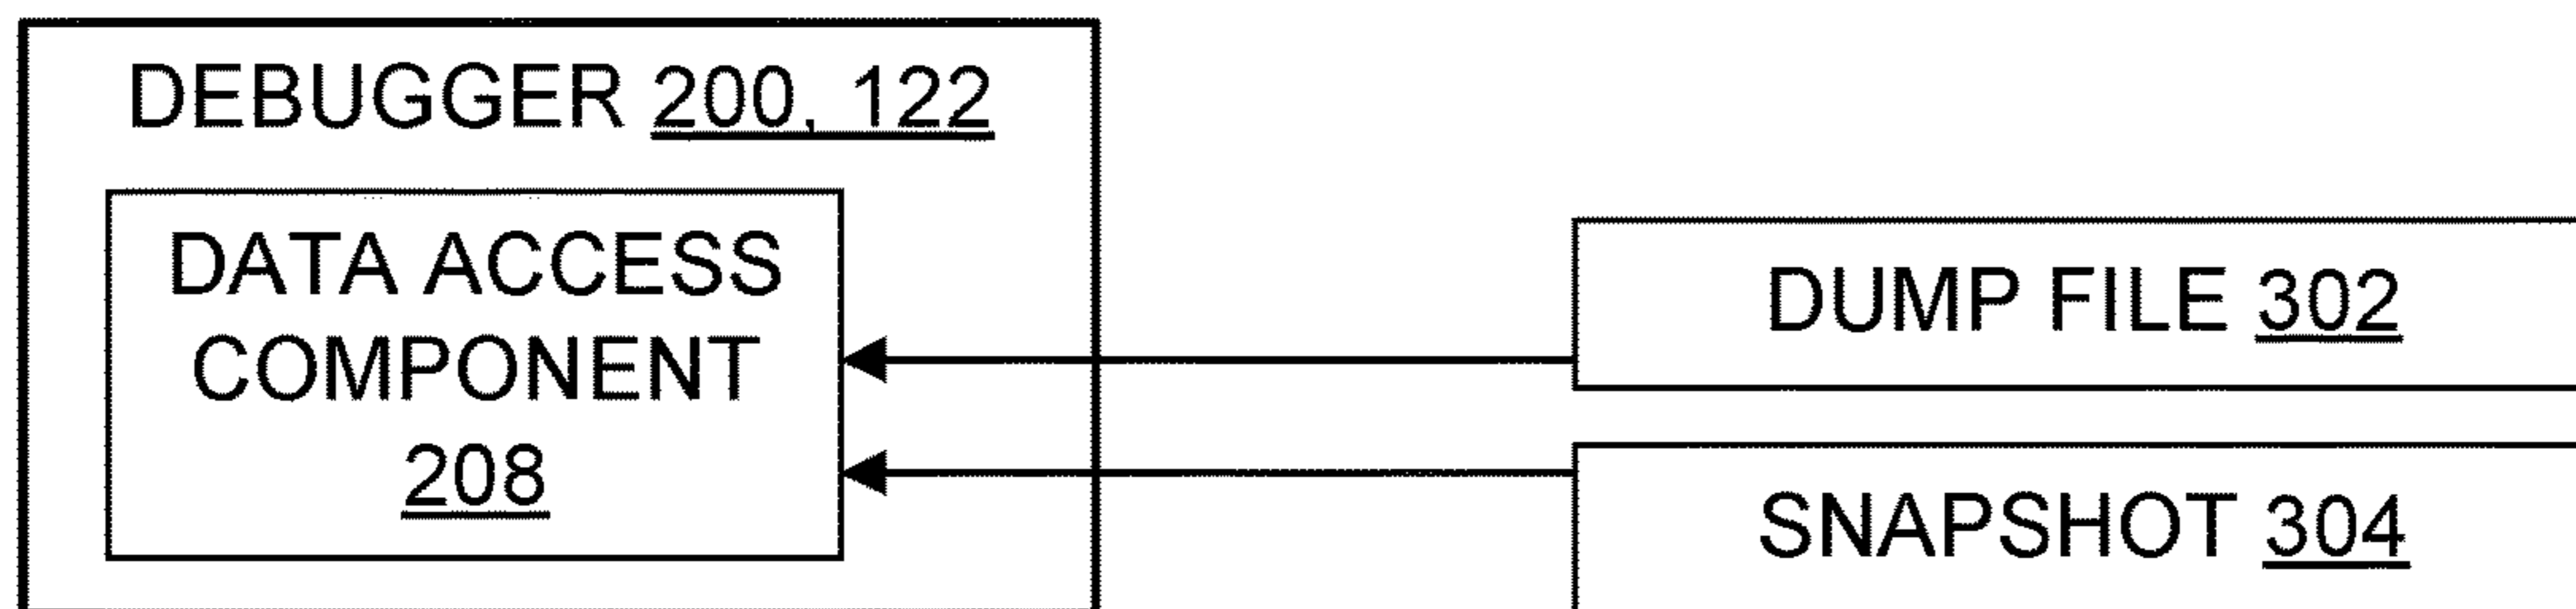 DEBUGGER 200, 122
DATA ACCESS
COMPONENT
208
DUMP FILE 302
SNAPSHOT 304